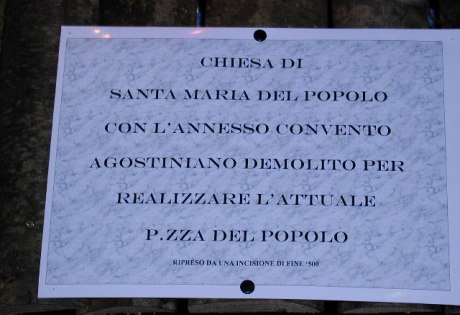 CHIESA DI
SANTA MARIA DEL POPOLO
CON L'ANNESSO CONVENTO
AGOSTINIANO DEMOLITO PER
REALIZZARE L'ATTUALE
P.ZZA DEL POPOLO
RIPRESO DA UNA INCISIONE DI FINE '500